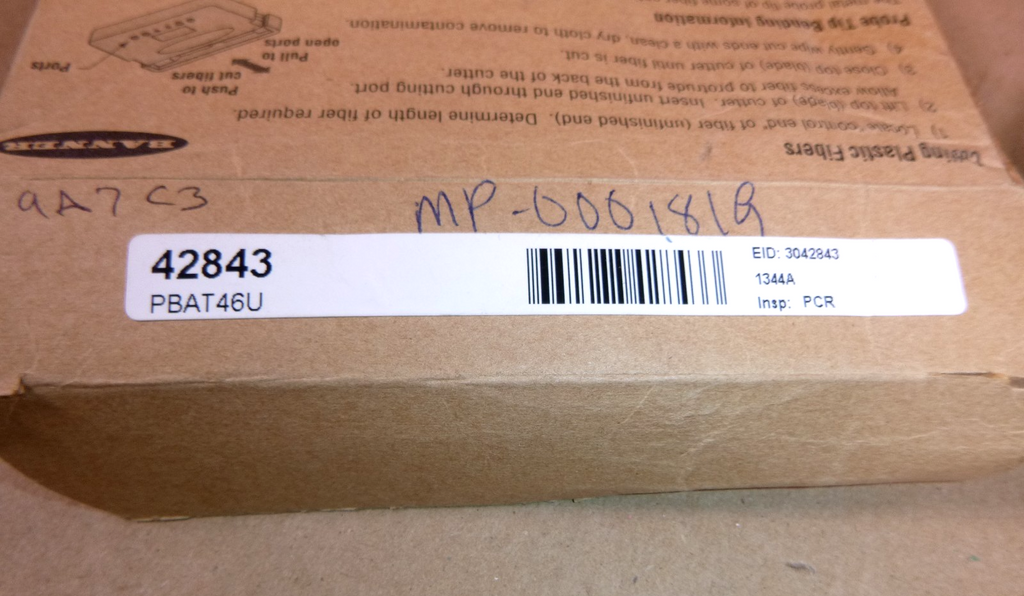 9A7C3
MP-0001819
42843
PBAT46U
EID: 3042843
1344A
Insp: PCR
Using Plastic Fibers
BANNER
1) Locate "control end" of fiber (unfinished end). Determine length of fiber required.
2) Lift top (blade) of cutter. Insert unfinished end through cutting port.
Allow excess fiber to protrude from the back of the cutter.
3) Close top (blade) of cutter until fiber is cut.
4) Gently wipe cut ends with a clean, dry cloth to remove contamination.
Probe Tip Bending Information
Push to
cut fibers
Pull to
open ports
Ports